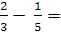 2/3 − 1/5 =